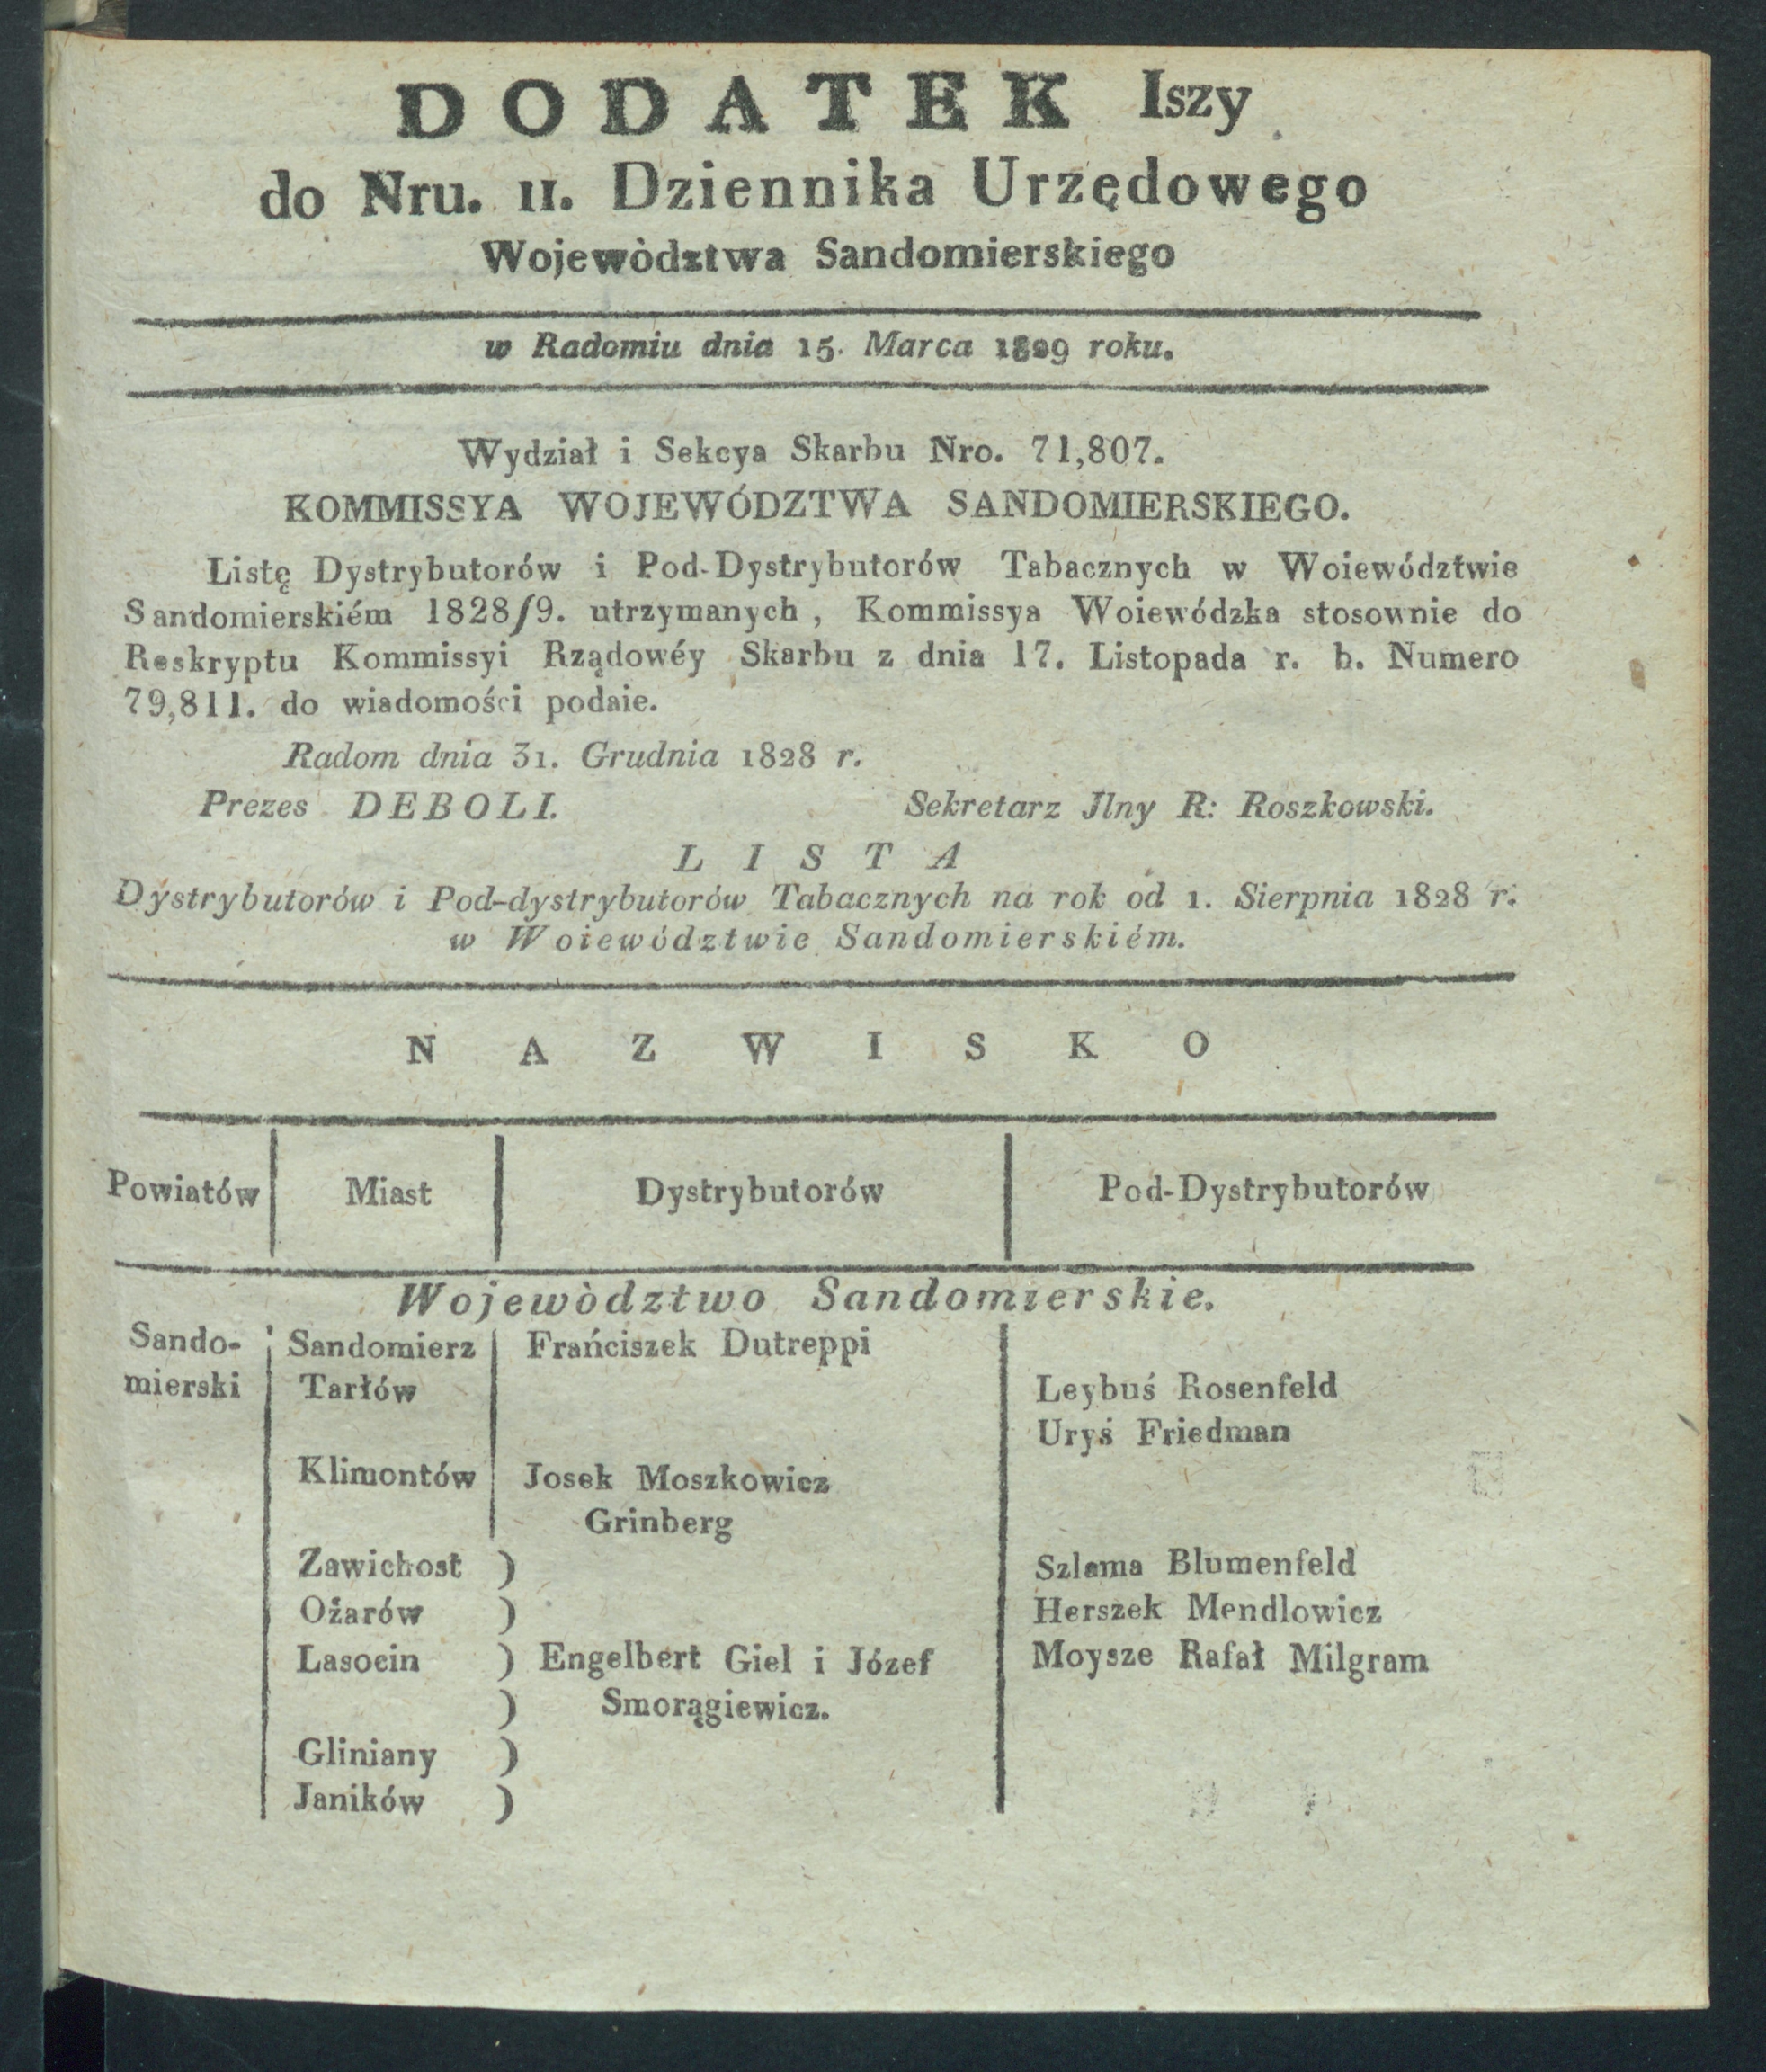 DODATEK Iszy
do Nru. 11. Dziennika Urzędowego
Wojewòdztwa Sandomierskiego
w Radomiu dnia 15. Marca 1829 roku.
Wydział i Sekcya Skarbu Nro. 71,807.
KOMMISSYA WOJEWÓDZTWA SANDOMIERSKIEGO.
Listę Dystrybutorów i Pod-Dystrybutorów Tabacznych w Woiewództwie
Sandomierskiém 1828/9. utrzymanych, Kommissya Woiewódzka stosownie do
Reskryptu Kommissyi Rządowéy Skarbu z dnia 17. Listopada r. b. Numero
79,811. do wiadomości podaie.
Radom dnia 31. Grudnia 1828 r.
Prezes DEBOLI. Sekretarz Jlny R: Roszkowski.
LISTA
Dystrybutorów i Pod-dystrybutorów Tabacznych na rok od 1. Sierpnia 1828 r.
w Woiewództwie Sandomierskiém.
NAZWISKO
Powiatów Miast Dystrybutorów Pod-Dystrybutorów
Wojewòdztwo Sandomierskie.
Sando- Sandomierz Frańciszek Dutreppi
mierski Tarłów Leybuś Rosenfeld
Uryś Friedman
Klimontów Josek Moszkowicz
Grinberg
Zawichost ) Szlama Blumenfeld
Ożarów ) Herszek Mendlowicz
Lasocin ) Engelbert Giel i Józef Moysze Rafał Milgram
) Smorągiewicz.
Gliniany )
Janików )